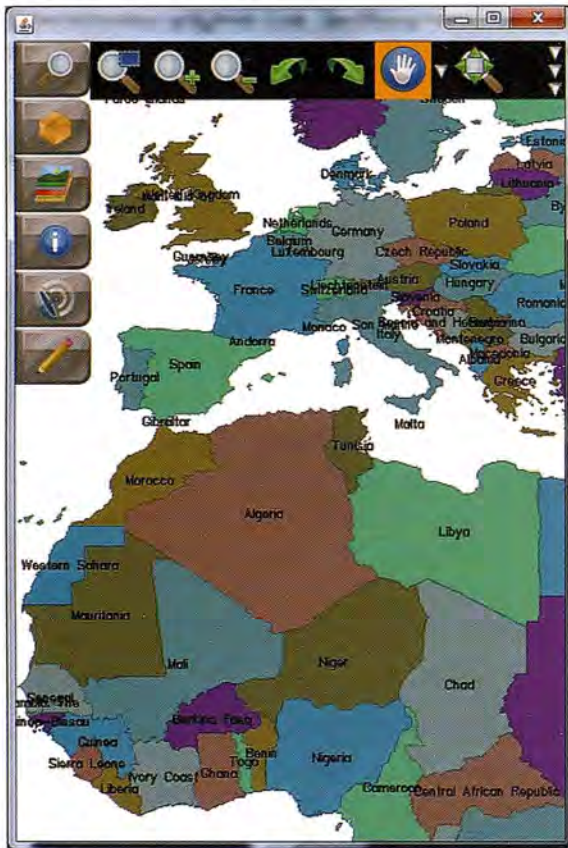 Sweden
Estonia
Latvia
Denmark
Lithuania
United Kingdom
Ireland
Netherlands
Germany
Poland
Belgium
Luxembourg
Czech Republic
Guernsey
Slovakia
Austria
France
Liechtenstein
Hungary
Switzerland
Slovenia
Romania
Croatia
Monaco
San Marino
Montenegro
Bulgaria
Italy
Andorra
Macedonia
Albania
Spain
Portugal
Greece
Gibraltar
Malta
Tunisia
Morocco
Algeria
Libya
Western Sahara
Mauritania
Mali
Niger
Chad
Senegal
Burkina Faso
Guinea
Benin
Nigeria
Sierra Leone
Ivory Coast
Ghana
Togo
Liberia
Cameroon
Central African Republic